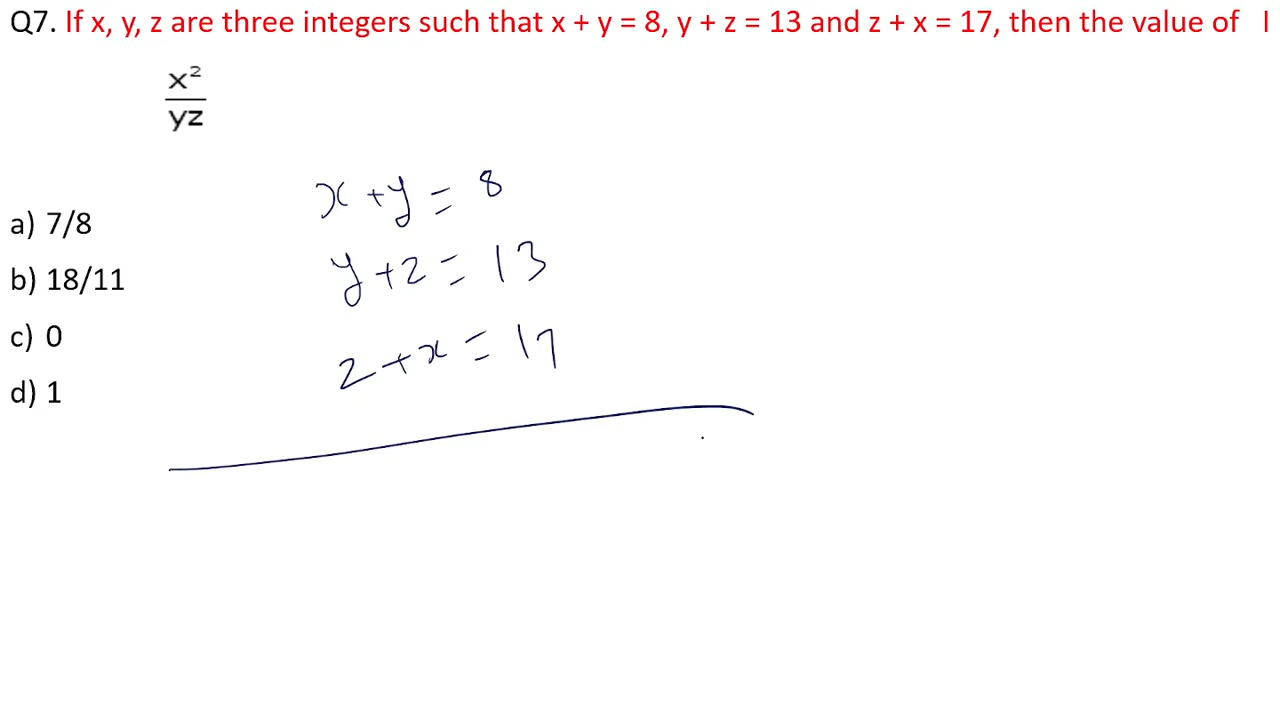 Q7. If x, y, z are three integers such that x + y = 8, y + z = 13 and z + x = 17, then the value of I
x²
yz
x + y = 8
a) 7/8
y + z = 13
b) 18/11
c) 0
z + x = 17
d) 1